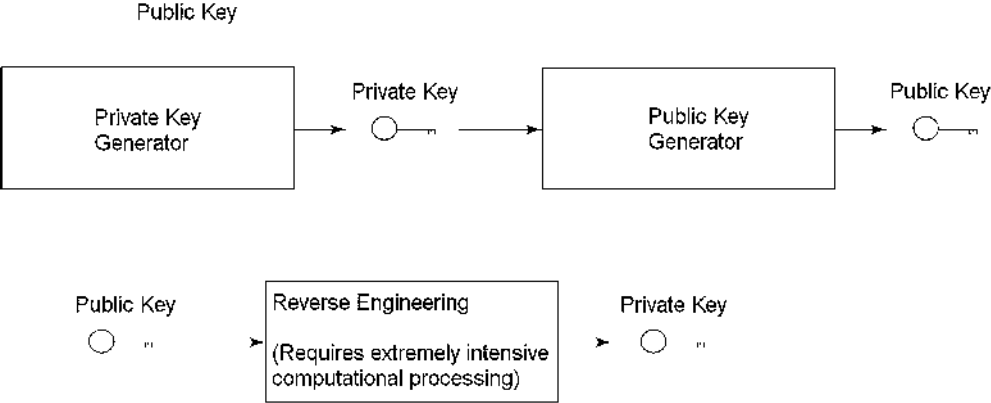 Public Key
Private Key
Generator
Private Key
Public Key
Generator
Public Key
Public Key
Reverse Engineering
(Requires extremely intensive
computational processing)
Private Key